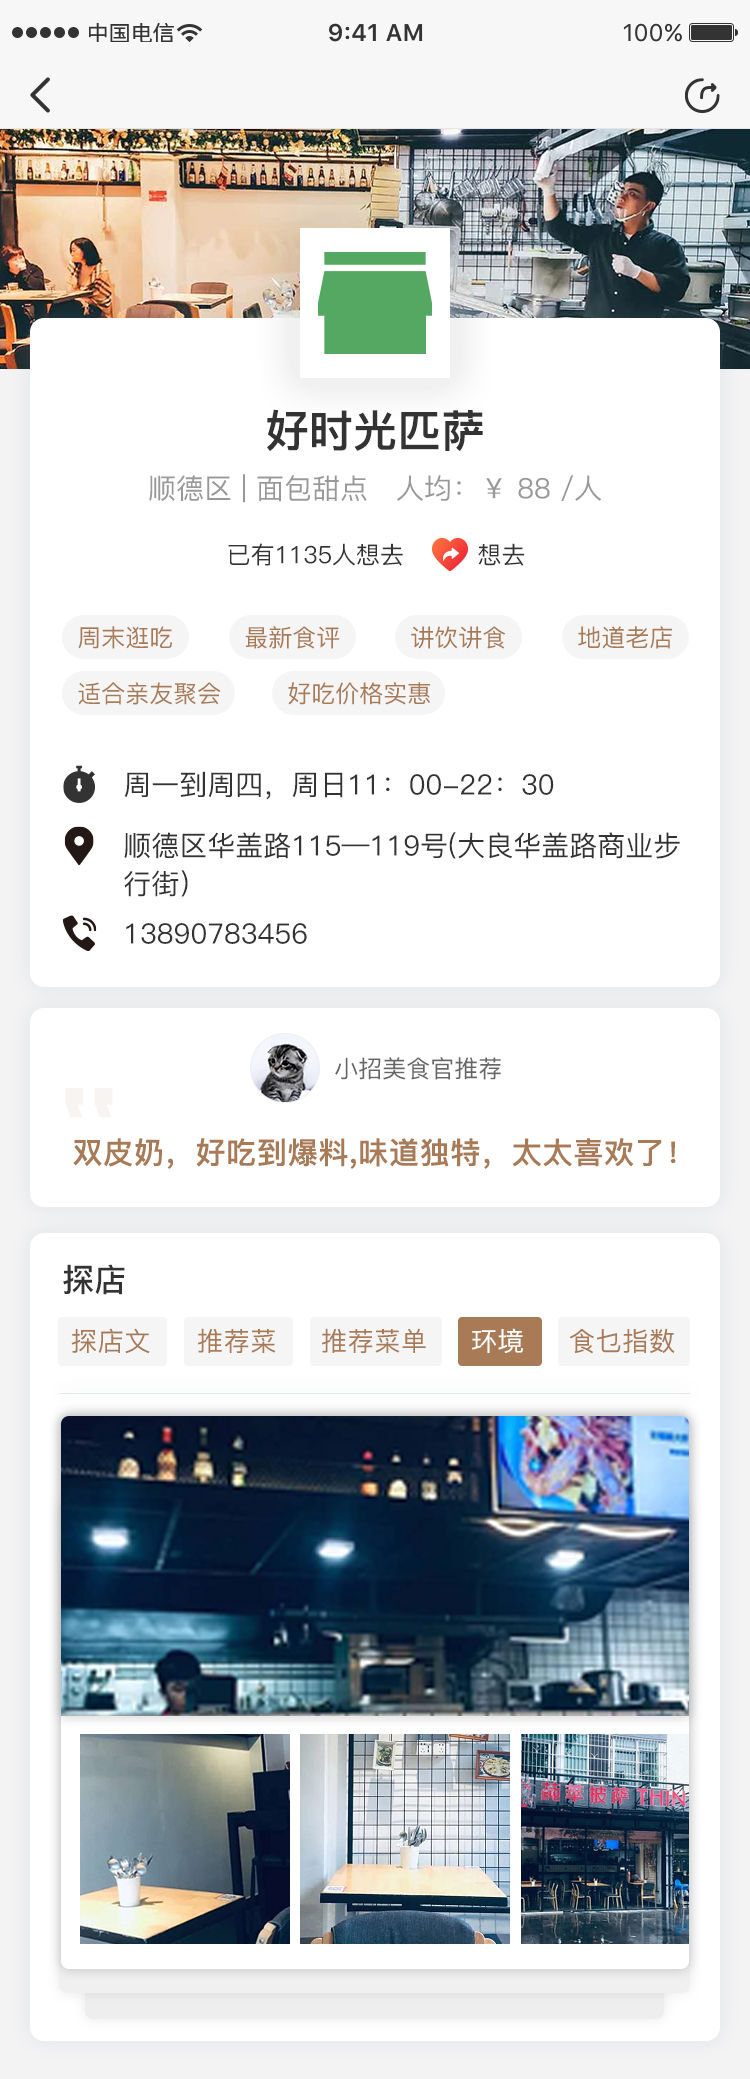 中国电信 9:41 AM 100%
好时光匹萨
顺德区 | 面包甜点 人均：¥ 88 /人
已有1135人想去 想去
周末逛吃 最新食评 讲饮讲食 地道老店
适合亲友聚会 好吃价格实惠
周一到周四，周日11：00-22：30
顺德区华盖路115—119号(大良华盖路商业步
行街)
13890783456
小招美食官推荐
双皮奶，好吃到爆料,味道独特，太太喜欢了！
探店
探店文 推荐菜 推荐菜单 环境 食乜指数
披萨 THIN